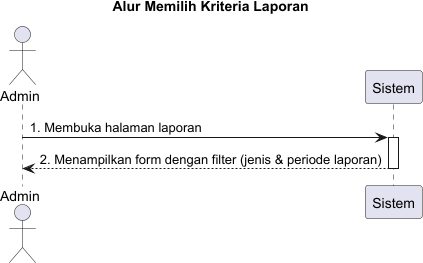 Alur Memilih Kriteria Laporan
Admin
Sistem
1. Membuka halaman laporan
2. Menampilkan form dengan filter (jenis & periode laporan)
Admin
Sistem